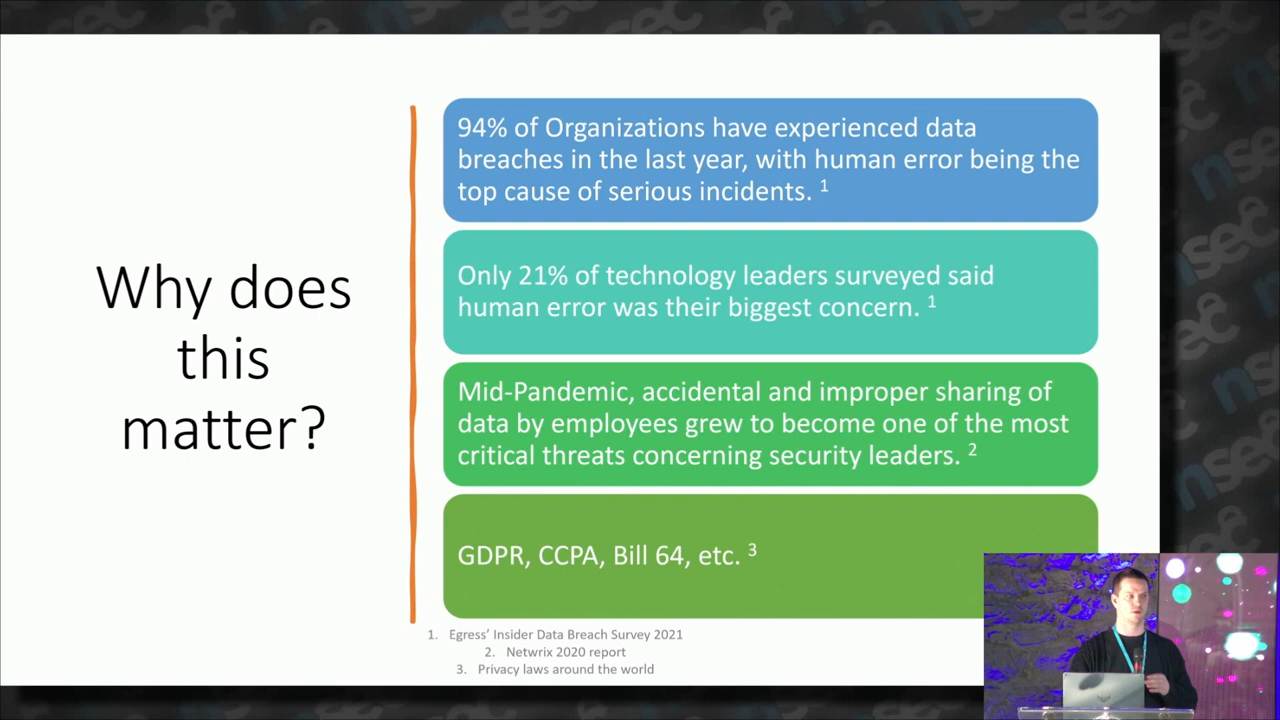 Why does
this
matter?
94% of Organizations have experienced data
breaches in the last year, with human error being the
top cause of serious incidents. 1
Only 21% of technology leaders surveyed said
human error was their biggest concern. 1
Mid-Pandemic, accidental and improper sharing of
data by employees grew to become one of the most
critical threats concerning security leaders. 2
GDPR, CCPA, Bill 64, etc. 3
1. Egress’ Insider Data Breach Survey 2021
2. Netwrix 2020 report
3. Privacy laws around the world
nsec
nsec
nsec
nsec